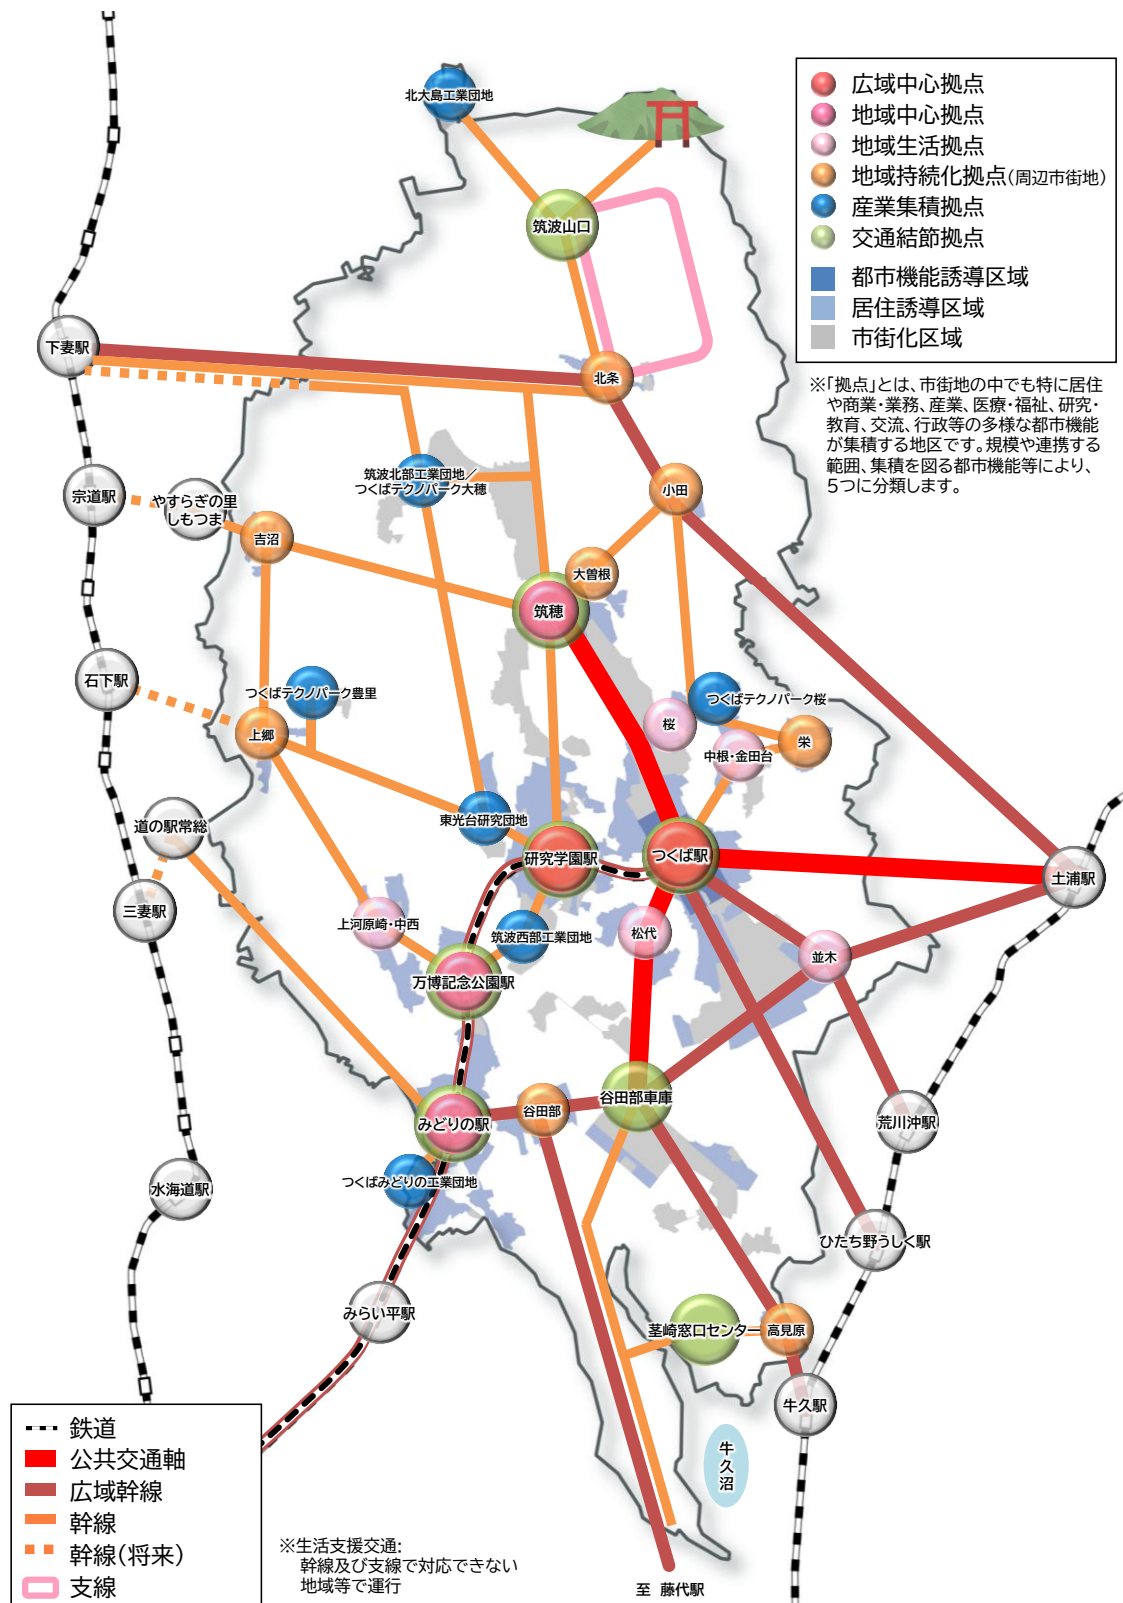 北大島工業団地
広域中心拠点
地域中心拠点
地域生活拠点
地域持続化拠点(周辺市街地)
産業集積拠点
交通結節拠点
都市機能誘導区域
居住誘導区域
市街化区域
※「拠点」とは、市街地の中でも特に居住
や商業・業務、産業、医療・福祉、研究・
教育、交流、行政等の多様な都市機能
が集積する地区です。規模や連携する
範囲、集積を図る都市機能等により、
5つに分類します。
筑波山口
下妻駅
北条
筑波北部工業団地/
つくばテクノパーク大穂
小田
宗道駅
やすらぎの里
しもつま
吉沼
大曽根
筑穂
石下駅
つくばテクノパーク豊里
つくばテクノパーク桜
上郷
桜
栄
中根・金田台
道の駅常総
東光台研究団地
研究学園駅
つくば駅
土浦駅
三妻駅
上河原崎・中西
筑波西部工業団地
松代
並木
万博記念公園駅
谷田部車庫
谷田部
みどりの駅
荒川沖駅
水海道駅
つくばみどりの工業団地
ひたち野うしく駅
みらい平駅
茎崎窓口センター
高見原
牛久駅
牛久沼
鉄道
公共交通軸
広域幹線
幹線
幹線(将来)
支線
※生活支援交通:
幹線及び支線で対応できない
地域等で運行
至 藤代駅